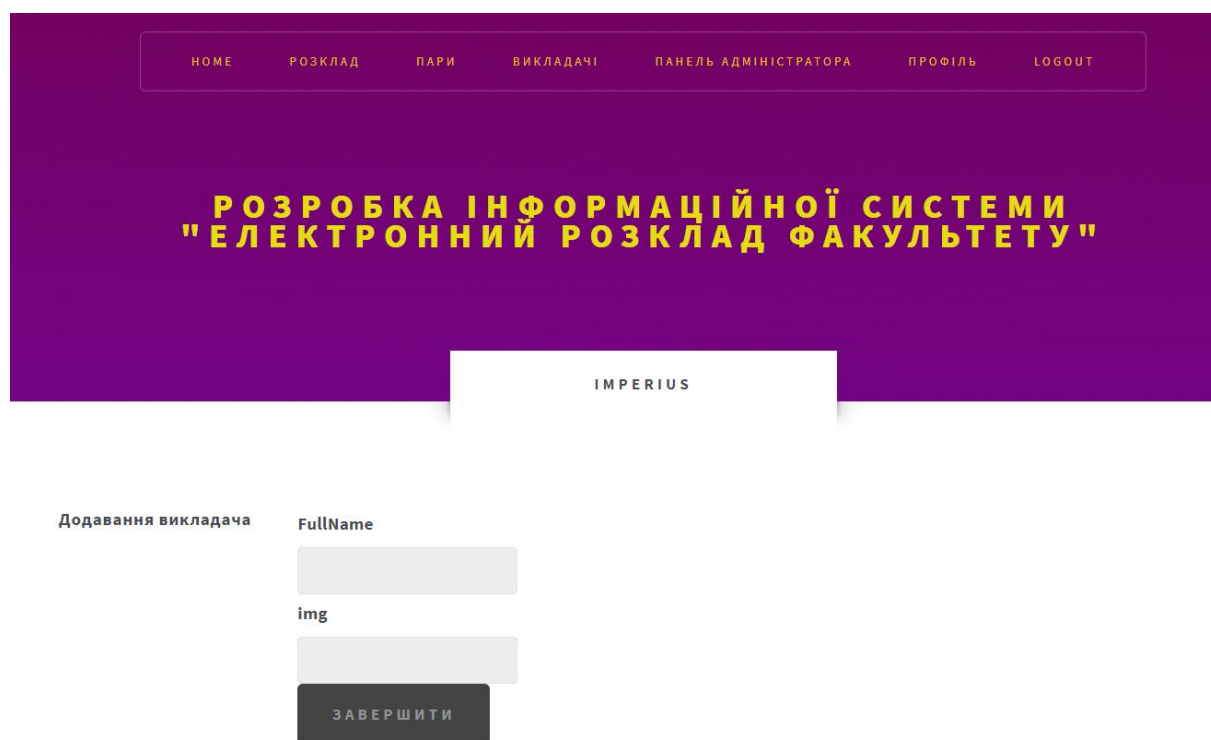 HOME РОЗКЛАД ПАРИ ВИКЛАДАЧІ ПАНЕЛЬ АДМІНІСТРАТОРА ПРОФІЛЬ LOGOUT
РОЗРОБКА ІНФОРМАЦІЙНОЇ СИСТЕМИ
"ЕЛЕКТРОННИЙ РОЗКЛАД ФАКУЛЬТЕТУ"
IMPERIUS
Додавання викладача
FullName
img
ЗАВЕРШИТИ